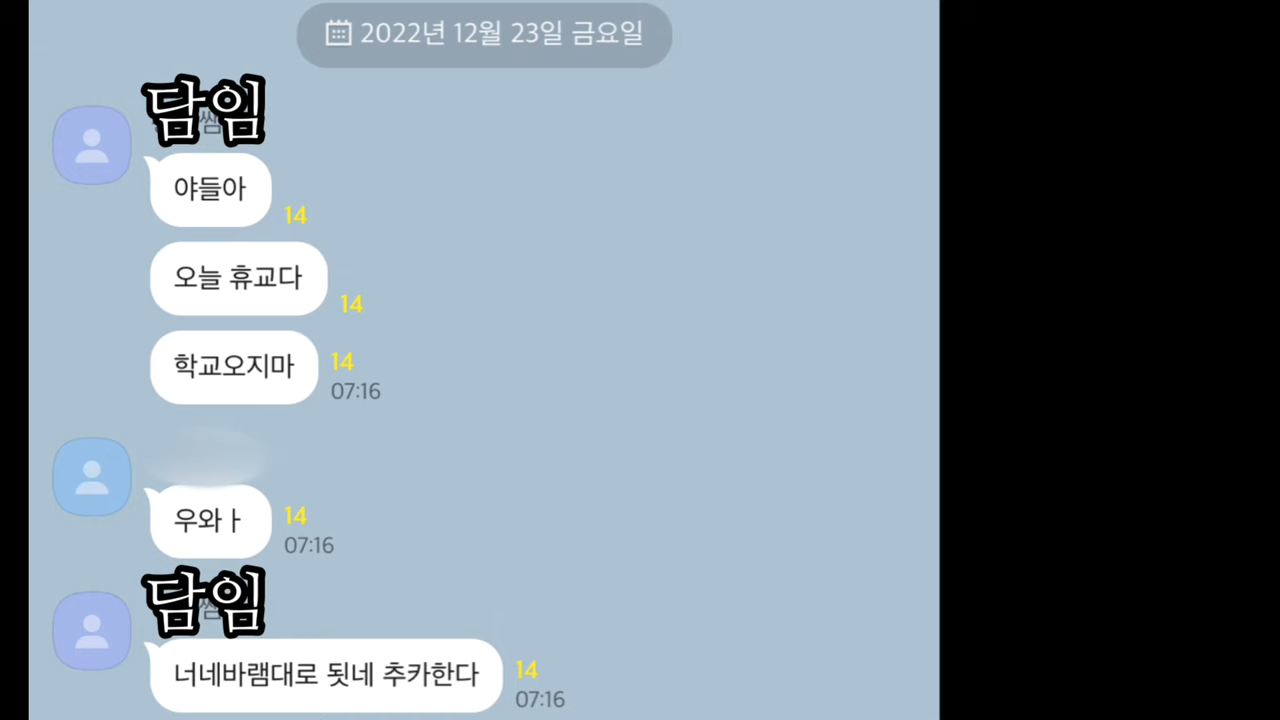 2022년 12월 23일 금요일
담임
쌤
야들아
14
오늘 휴교다
14
학교오지마
14
07:16
우와ㅏ
14
07:16
담임
쌤
너네바램대로 됫네 추카한다
14
07:16